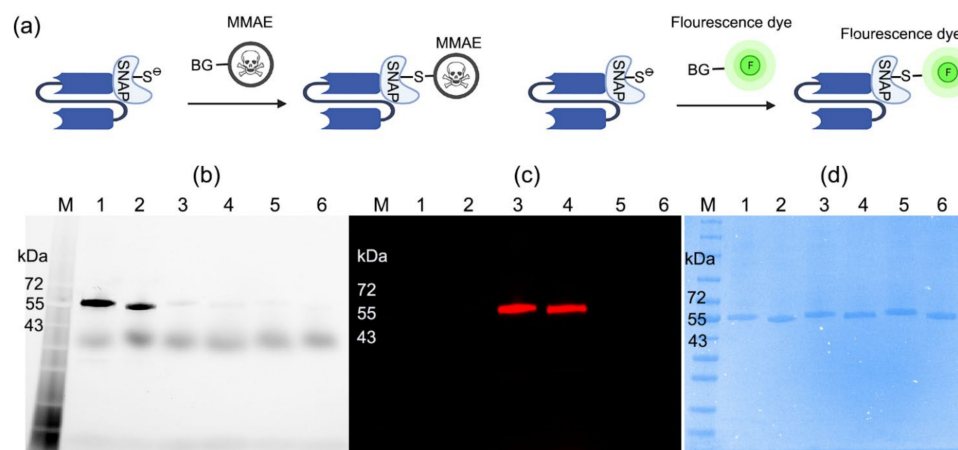 (a)
MMAE
BG
SNAP
S⊖
SNAP
S
MMAE
Flourescence dye
BG
F
SNAP
S⊖
SNAP
S
Flourescence dye
F
(b)
M 1 2 3 4 5 6
kDa
72
55
43
(c)
M 1 2 3 4 5 6
kDa
72
55
43
(d)
M 1 2 3 4 5 6
kDa
72
55
43